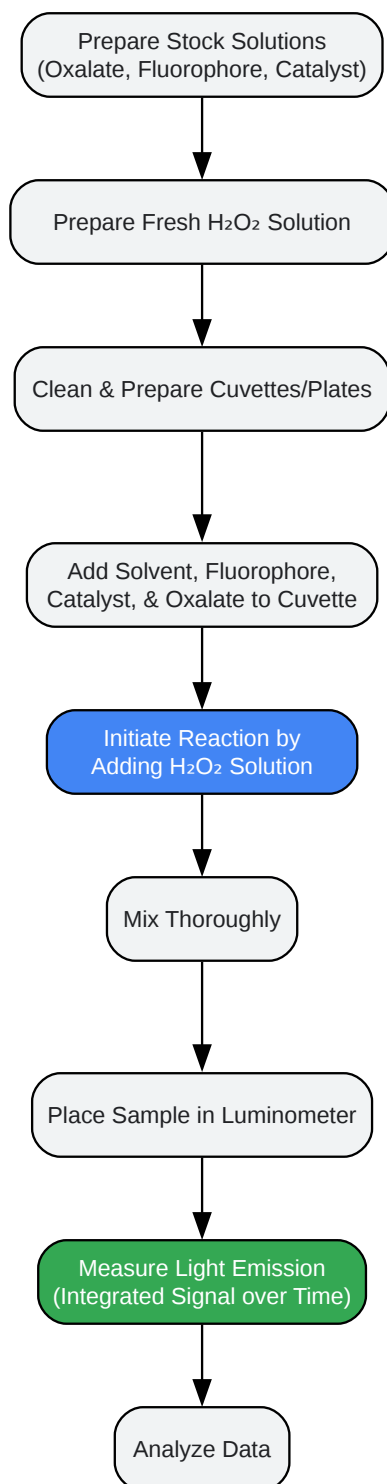 Prepare Stock Solutions
(Oxalate, Fluorophore, Catalyst)
Prepare Fresh H₂O₂ Solution
Clean & Prepare Cuvettes/Plates
Add Solvent, Fluorophore,
Catalyst, & Oxalate to Cuvette
Initiate Reaction by
Adding H₂O₂ Solution
Mix Thoroughly
Place Sample in Luminometer
Measure Light Emission
(Integrated Signal over Time)
Analyze Data